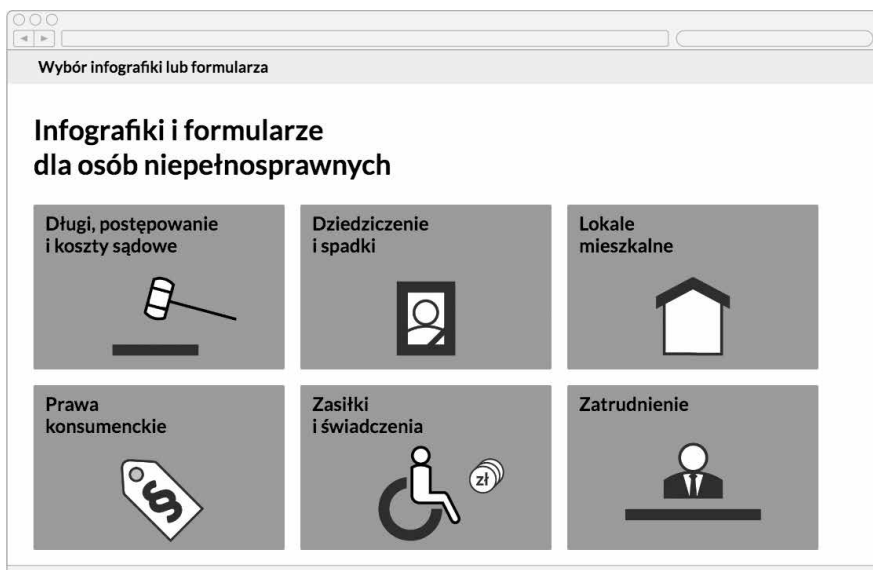 Wybór infografiki lub formularza
Infografiki i formularze
dla osób niepełnosprawnych
Długi, postępowanie
i koszty sądowe
Dziedziczenie
i spadki
Lokale
mieszkalne
Prawa
konsumenckie
§
Zasiłki
i świadczenia
zł
Zatrudnienie